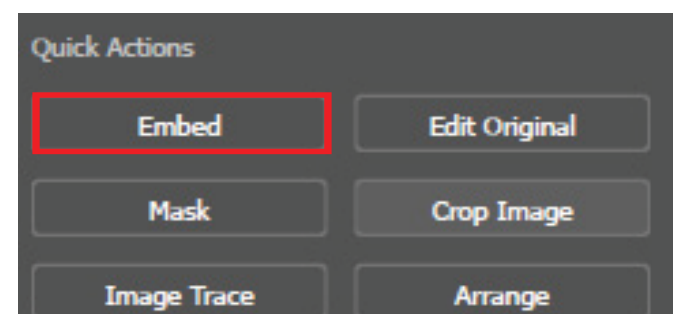 Quick Actions
Embed
Edit Original
Mask
Crop Image
Image Trace
Arrange